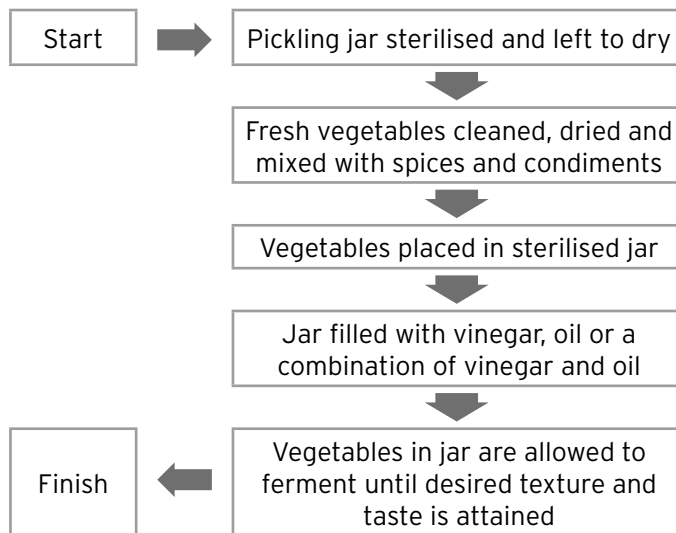 Start
Pickling jar sterilised and left to dry
Fresh vegetables cleaned, dried and
mixed with spices and condiments
Vegetables placed in sterilised jar
Jar filled with vinegar, oil or a
combination of vinegar and oil
Vegetables in jar are allowed to
ferment until desired texture and
taste is attained
Finish